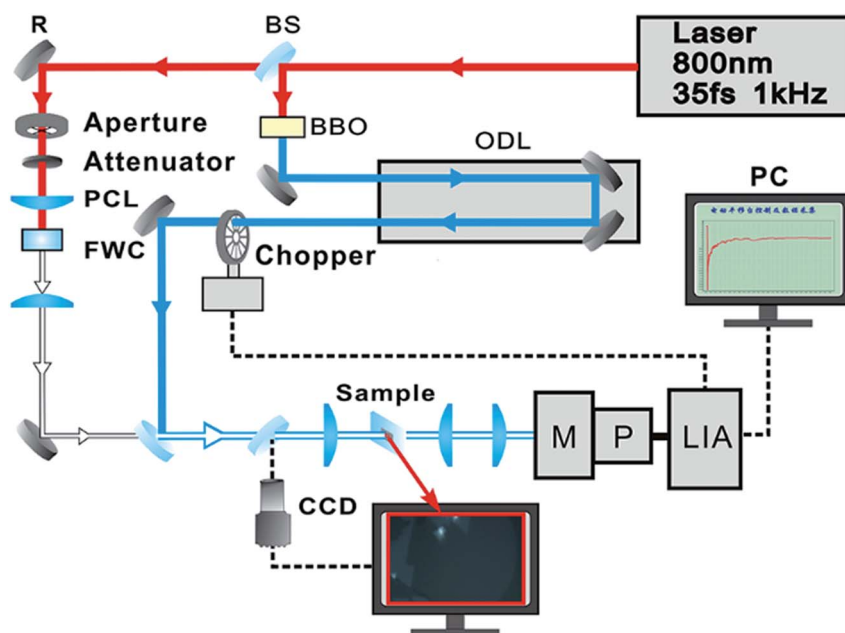 R
BS
Laser
800nm
35fs 1kHz
Aperture
BBO
ODL
Attenuator
PC
PCL
FWC
Chopper
Sample
M
P
LIA
CCD